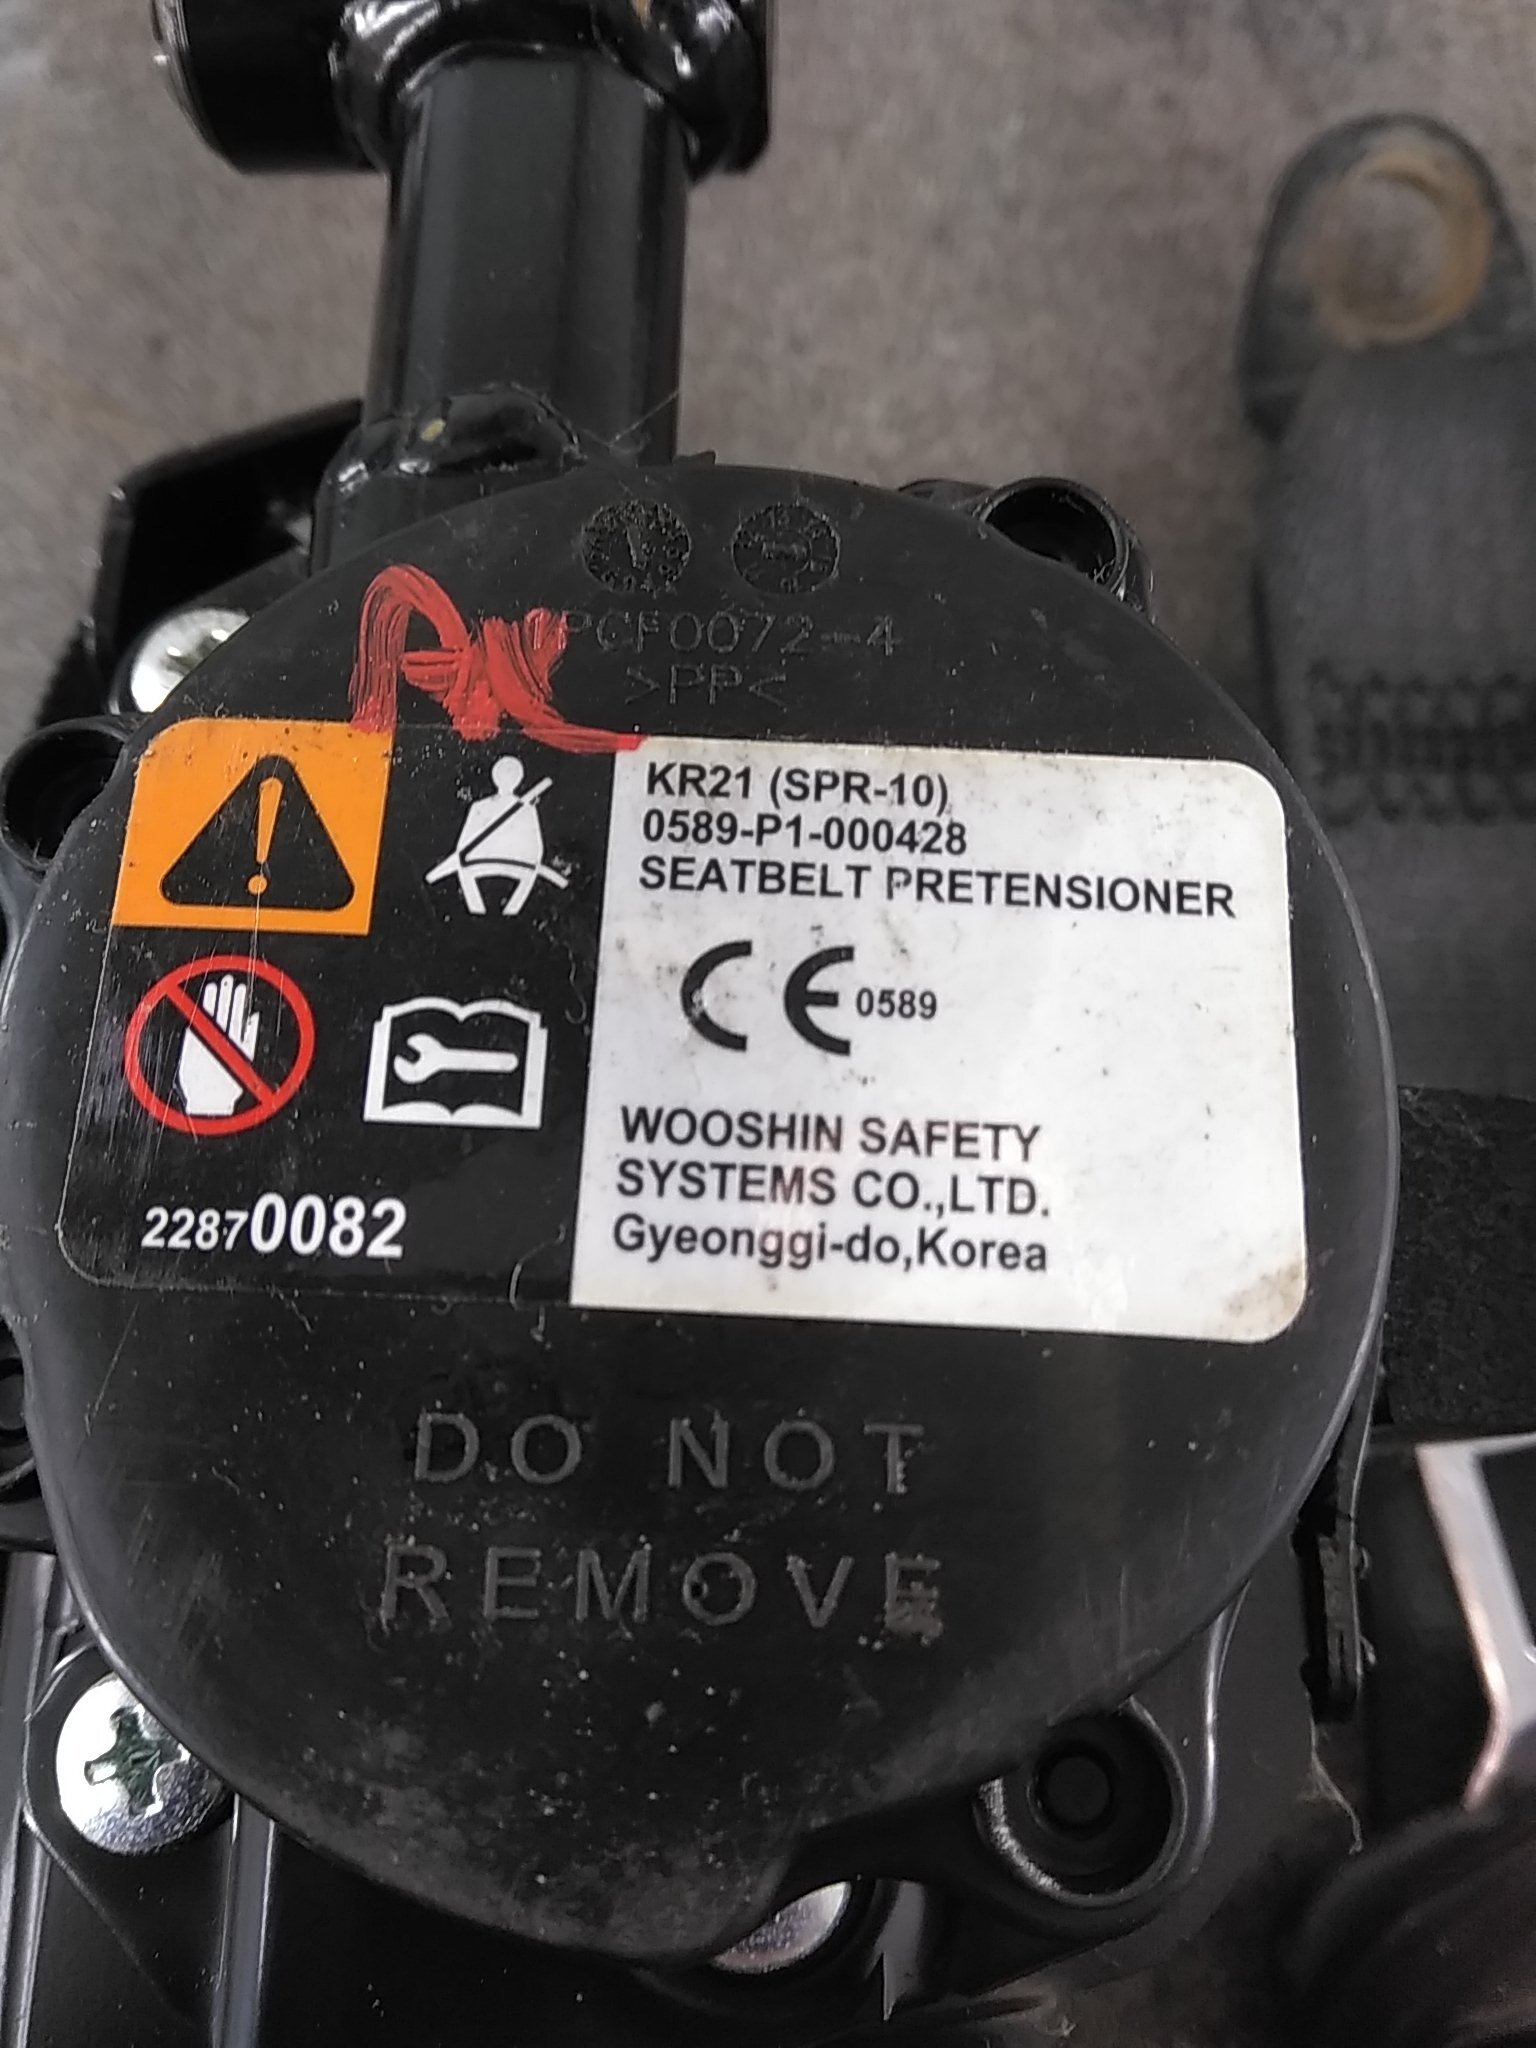 PCF0072-4
>PP<
KR21 (SPR-10)
0589-P1-000428
SEATBELT PRETENSIONER
CE 0589
WOOSHIN SAFETY
SYSTEMS CO.,LTD.
Gyeonggi-do,Korea
22870082
DO NOT
REMOVE